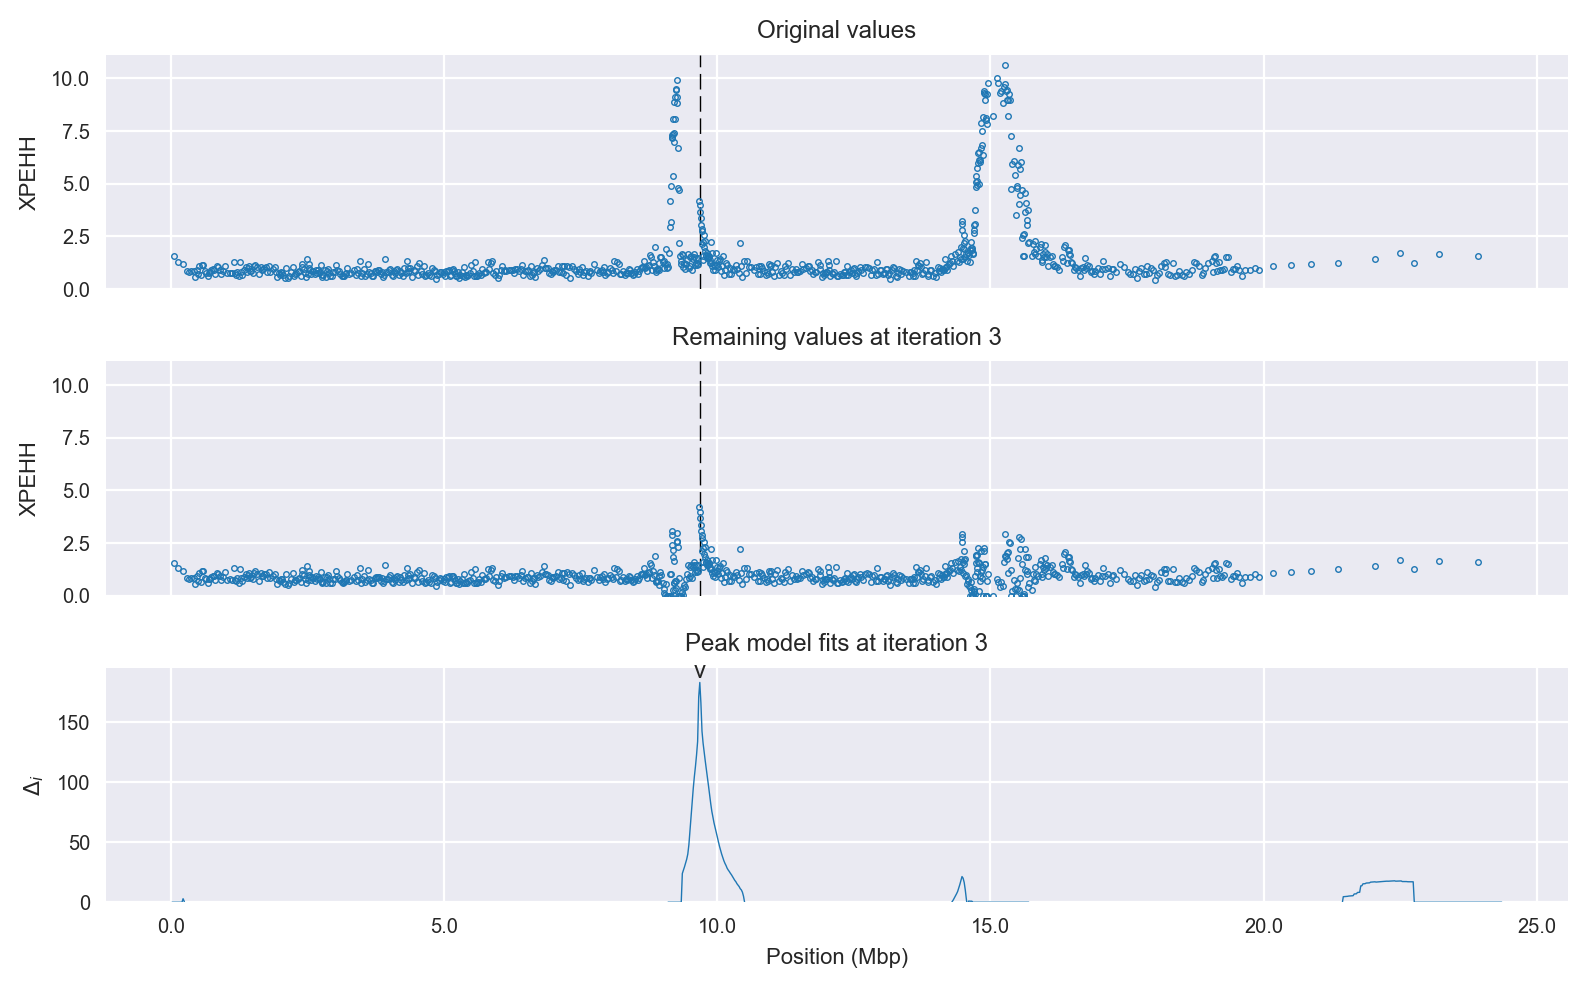 Original values
10.0
7.5
5.0
2.5
0.0
XPEHH
Remaining values at iteration 3
10.0
7.5
5.0
2.5
0.0
XPEHH
Peak model fits at iteration 3
v
150
100
50
0
Δi
0.0 5.0 10.0 15.0 20.0 25.0
Position (Mbp)